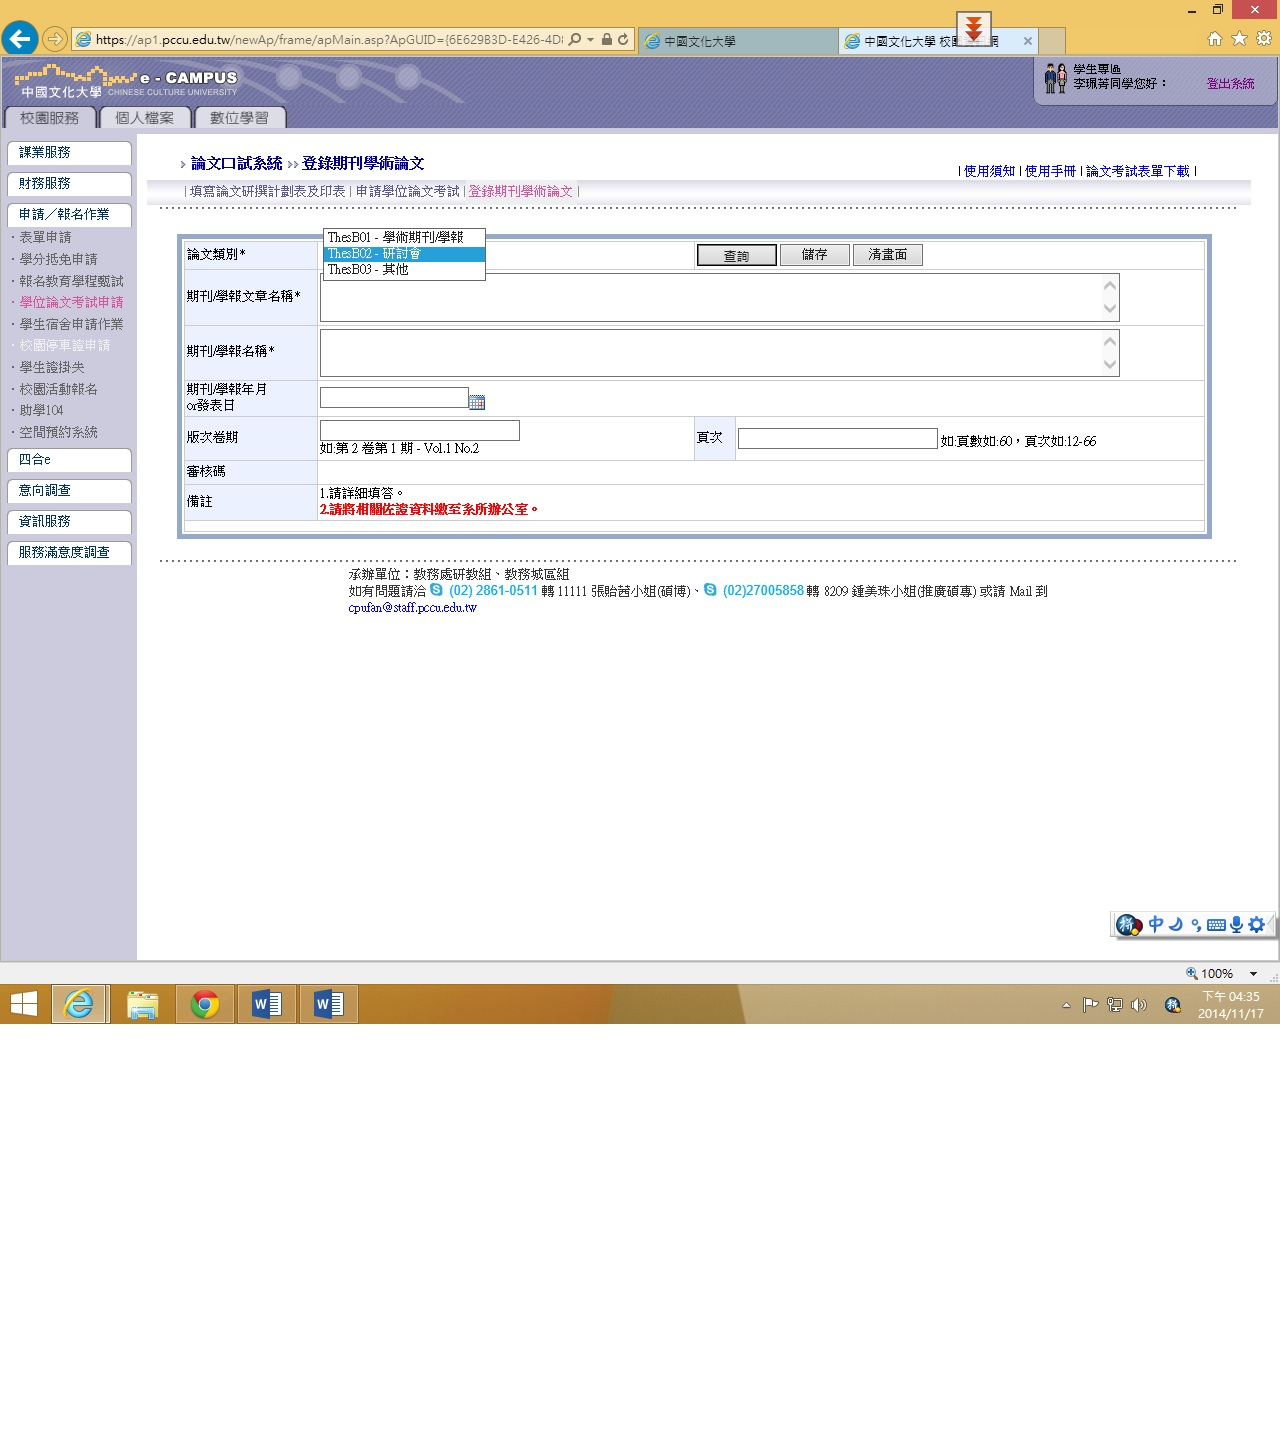 https://ap1.pccu.edu.tw/newAp/frame/apMain.asp?ApGUID={6E629B3D-E426-4D
中國文化大學
中國文化大學 校園
e - CAMPUS
中國文化大學 CHINESE CULTURE UNIVERSITY
學生專區
李珮菁同學您好：
登出系統
校園服務
個人檔案
數位學習
課業服務
財務服務
申請／報名作業
‧表單申請
‧學分抵免申請
‧報名教育學程甄試
‧學位論文考試申請
‧學生宿舍申請作業
‧校園停車證申請
‧學生證掛失
‧校園活動報名
‧助學104
‧空間預約系統
四合e
意向調查
資訊服務
服務滿意度調查
論文口試系統 >> 登錄期刊學術論文
| 使用須知 | 使用手冊 | 論文考試表單下載 |
| 填寫論文研撰計劃表及印表 | 申請學位論文考試 | 登錄期刊學術論文 |
論文類別*
ThesB01 - 學術期刊/學報
ThesB02 - 研討會
ThesB03 - 其他
查詢
儲存
清畫面
期刊/學報文章名稱*
期刊/學報名稱*
期刊/學報年月
or發表日
版次卷期
如:第 2 卷第 1 期 - Vol.1 No.2
頁次
如:頁數如:60，頁次如:12-66
審核碼
備註
1.請詳細填答。
2.請將相關佐證資料繳至系所辦公室。
承辦單位：教務處研教組、教務城區組
如有問題請洽 (02) 2861-0511 轉 11111 張貽茜小姐(碩博)、 (02)27005858 轉 8209 鍾美珠小姐(推廣碩專) 或請 Mail 到
cpufan@staff.pccu.edu.tw
中
100%
下午 04:35
2014/11/17